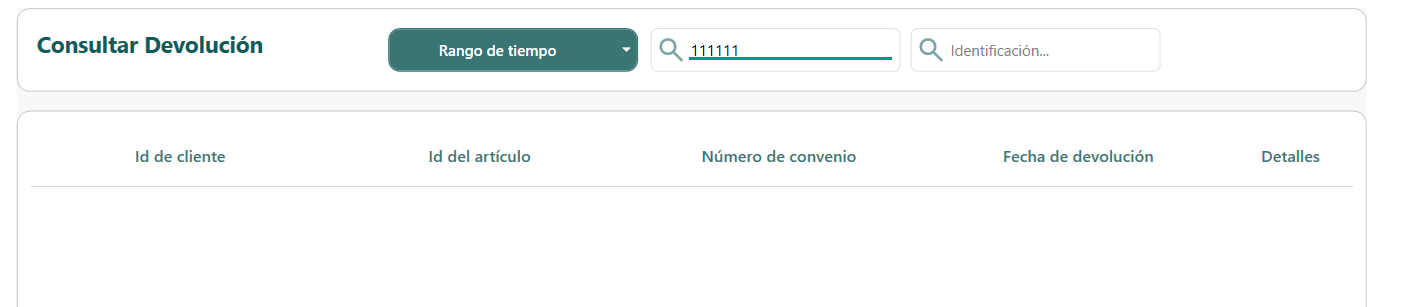 Consultar Devolución
Rango de tiempo
111111
Identificación...
Id de cliente Id del artículo Número de convenio Fecha de devolución Detalles